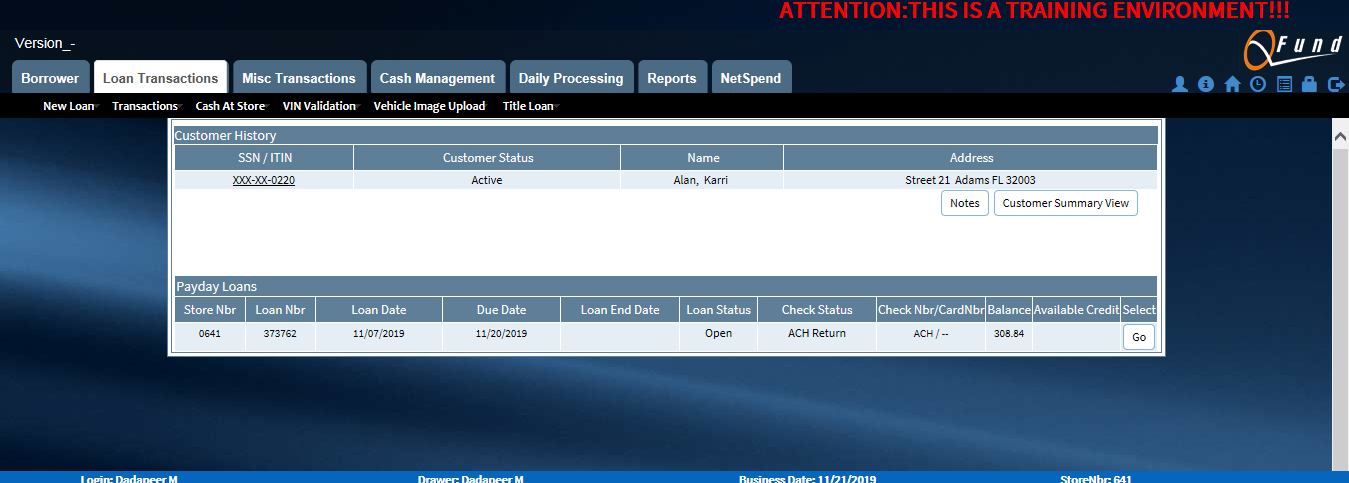 ATTENTION:THIS IS A TRAINING ENVIRONMENT!!!
Version_-
QFund
Borrower Loan Transactions Misc Transactions Cash Management Daily Processing Reports NetSpend
New Loan Transactions Cash At Store VIN Validation Vehicle Image Upload Title Loan
Customer History
SSN / ITIN Customer Status Name Address
XXX-XX-0220 Active Alan, Karri Street 21 Adams FL 32003
Notes Customer Summary View
Payday Loans
Store Nbr Loan Nbr Loan Date Due Date Loan End Date Loan Status Check Status Check Nbr/CardNbr Balance Available Credit Select
0641 373762 11/07/2019 11/20/2019 Open ACH Return ACH / -- 308.84 Go
Login: Dadapeer M Drawer: Dadapeer M Business Date: 11/21/2019 StoreNbr: 641